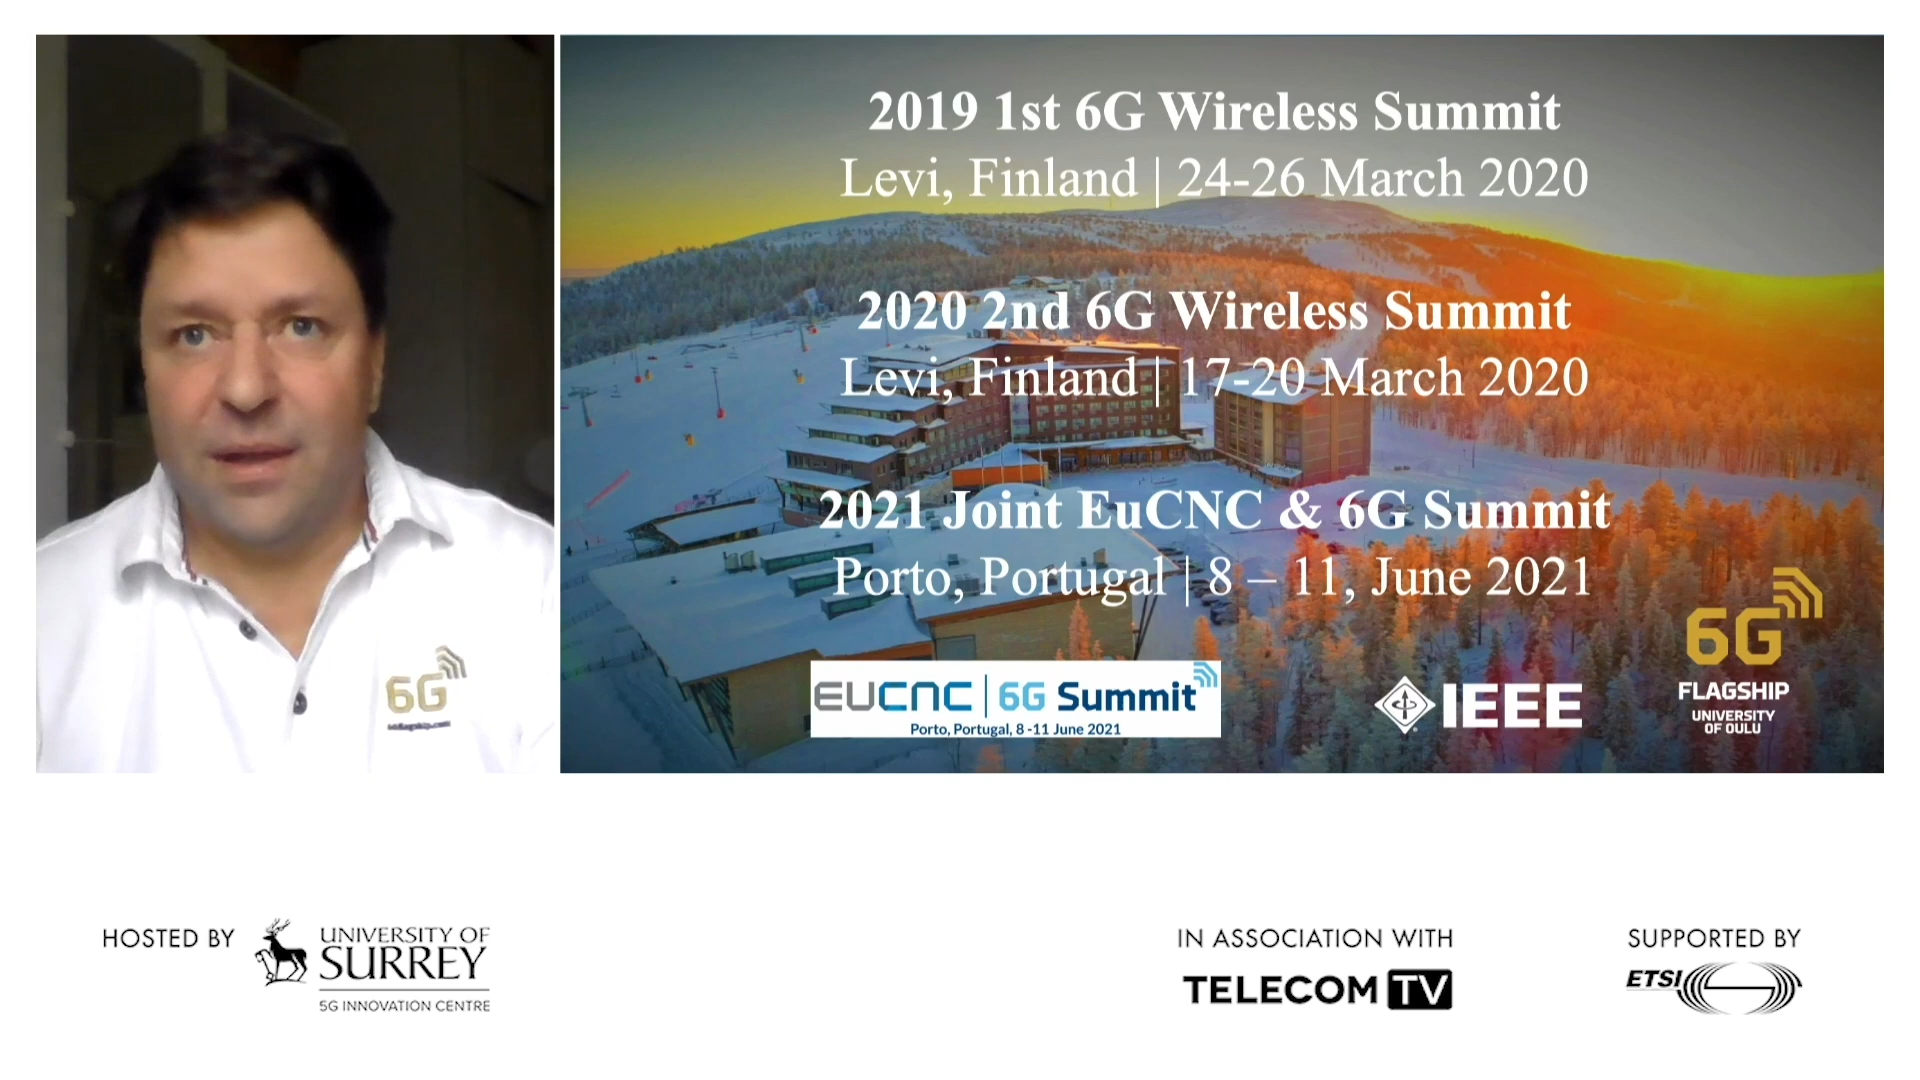 2019 1st 6G Wireless Summit
Levi, Finland | 24-26 March 2020
2020 2nd 6G Wireless Summit
Levi, Finland | 17-20 March 2020
2021 Joint EuCNC & 6G Summit
Porto, Portugal | 8 – 11, June 2021
6G
6G
FLAGSHIP
UNIVERSITY
OF OULU
EUCNC | 6G Summit
Porto, Portugal, 8 -11 June 2021
IEEE
HOSTED BY
UNIVERSITY OF
SURREY
5G INNOVATION CENTRE
IN ASSOCIATION WITH
TELECOM TV
SUPPORTED BY
ETSI